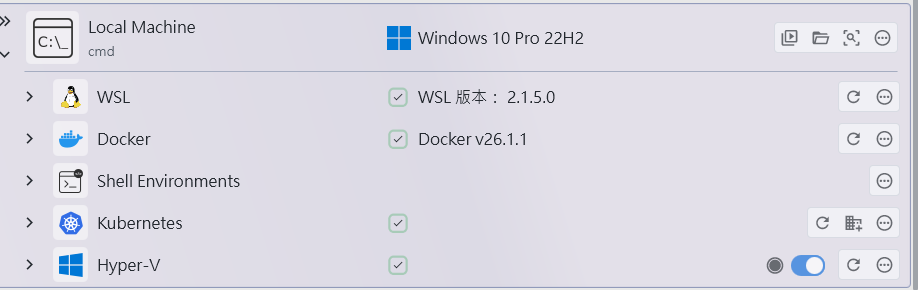 Local Machine
cmd
C:\_
Windows 10 Pro 22H2
WSL
WSL 版本： 2.1.5.0
Docker
Docker v26.1.1
Shell Environments
Kubernetes
Hyper-V